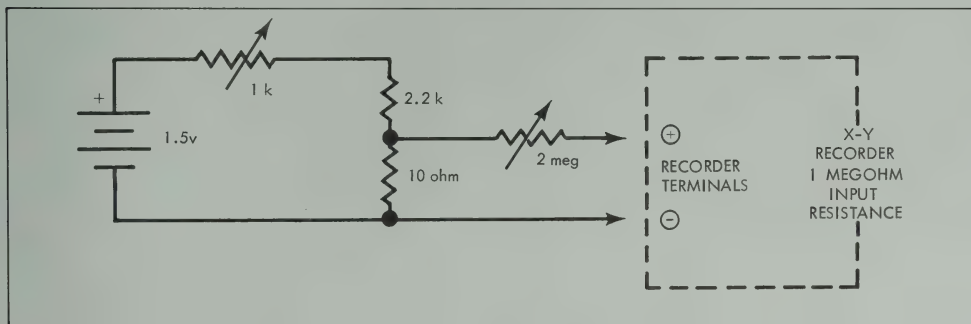 +
1.5v
1 k
2.2 k
10 ohm
2 meg
+
RECORDER
TERMINALS
−
X-Y
RECORDER
1 MEGOHM
INPUT
RESISTANCE